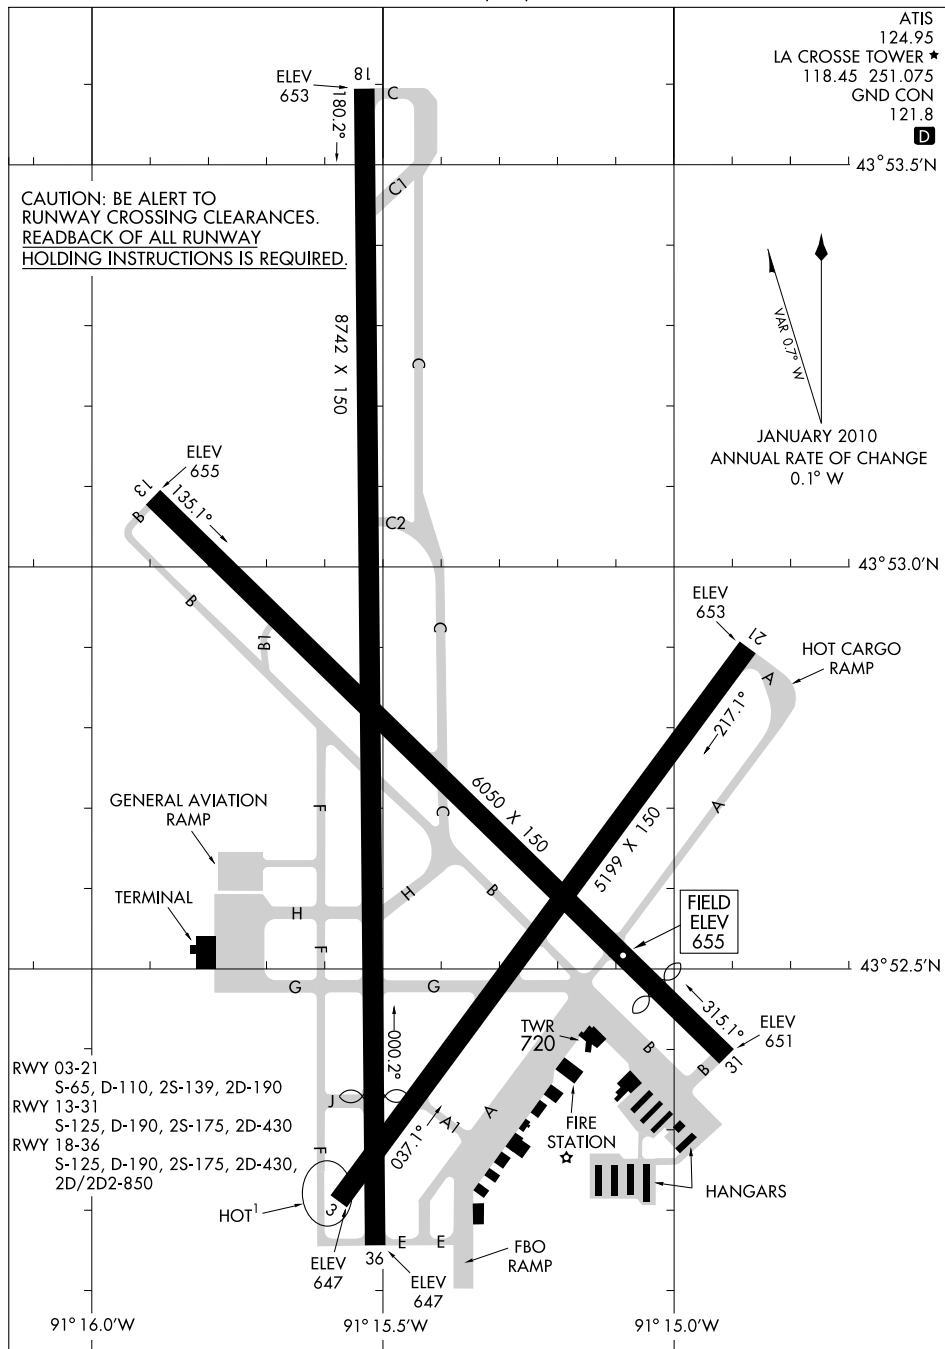 ATIS
124.95
LA CROSSE TOWER ★
118.45 251.075
GND CON
121.8
D
ELEV
653
18
C
180.2°
43°53.5'N
C1
CAUTION: BE ALERT TO
RUNWAY CROSSING CLEARANCES.
READBACK OF ALL RUNWAY
HOLDING INSTRUCTIONS IS REQUIRED.
VAR 0.7° W
8742 X 150
C
JANUARY 2010
ANNUAL RATE OF CHANGE
0.1° W
ELEV
655
13
135.1°
B
C2
43°53.0'N
B
B1
C
ELEV
653
21
HOT CARGO
RAMP
A
217.1°
6050 X 150
5199 X 150
A
GENERAL AVIATION
RAMP
F
C
TERMINAL
H
H
B
FIELD
ELEV
655
F
43°52.5'N
G
G
315.1°
TWR
720
ELEV
651
31
B
B
000.2°
RWY 03-21
S-65, D-110, 2S-139, 2D-190
RWY 13-31
S-125, D-190, 2S-175, 2D-430
RWY 18-36
S-125, D-190, 2S-175, 2D-430,
2D/2D2-850
J
A
A1
037.1°
F
FIRE
STATION
HANGARS
HOT1
3
E
E
36
ELEV
647
ELEV
647
FBO
RAMP
91°16.0'W
91°15.5'W
91°15.0'W